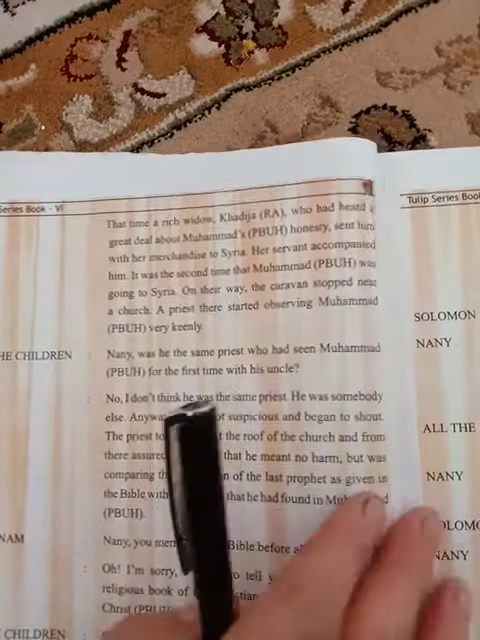 Series Book - VI
That time a rich widow, Khadija (RA), who had heard a
great deal about Muhammad's (PBUH) honesty, sent him
with her merchandise to Syria. Her servant accompanied
him. It was the second time that Muhammad (PBUH) was
going to Syria. On their way, the caravan stopped near
a church. A priest there started observing Muhammad
(PBUH) very keenly.
HE CHILDREN : Nany, was he the same priest who had seen Muhammad
(PBUH) for the first time with his uncle?
: No, I don't think he was the same priest. He was somebody
else. Anyway ot suspicious and began to shout.
The priest to t the roof of the church and from
there assured that he meant no harm, but was
comparing th n of the last prophet as given in
the Bible with that he had found in Muh d
(PBUH).
NAM : Nany, you men Bible before a
: Oh! I'm sorry, o tell y
religious book of stian
Christ (PBU
CHILDREN :
Tulip Series Book
SOLOMON
NANY
ALL THE
NANY
OLOMO
NANY